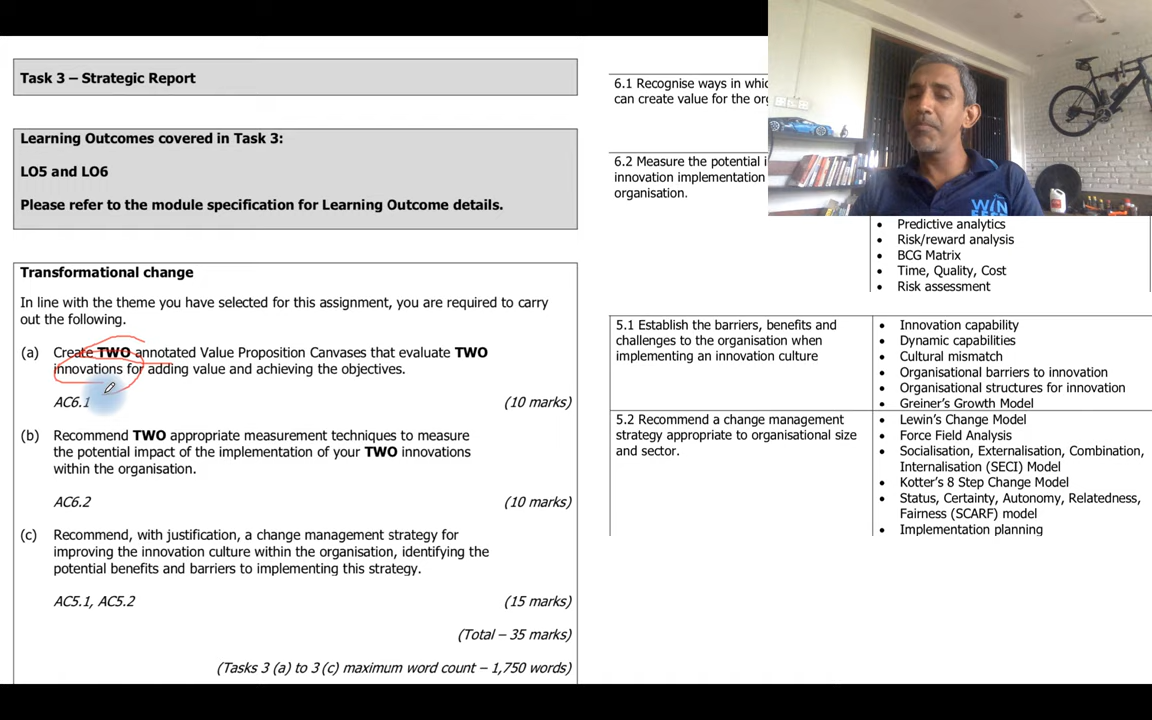 Task 3 – Strategic Report
Learning Outcomes covered in Task 3:
LO5 and LO6
Please refer to the module specification for Learning Outcome details.
Transformational change
In line with the theme you have selected for this assignment, you are required to carry
out the following.
(a) Create TWO annotated Value Proposition Canvases that evaluate TWO
innovations for adding value and achieving the objectives.
AC6.1 (10 marks)
(b) Recommend TWO appropriate measurement techniques to measure
the potential impact of the implementation of your TWO innovations
within the organisation.
AC6.2 (10 marks)
(c) Recommend, with justification, a change management strategy for
improving the innovation culture within the organisation, identifying the
potential benefits and barriers to implementing this strategy.
AC5.1, AC5.2 (15 marks)
(Total – 35 marks)
(Tasks 3 (a) to 3 (c) maximum word count – 1,750 words)
6.1 Recognise ways in
can create value for the
6.2 Measure the potential
innovation implementation
organisation.
• Predictive analytics
• Risk/reward analysis
• BCG Matrix
• Time, Quality, Cost
• Risk assessment
5.1 Establish the barriers, benefits and
challenges to the organisation when
implementing an innovation culture
• Innovation capability
• Dynamic capabilities
• Cultural mismatch
• Organisational barriers to innovation
• Organisational structures for innovation
• Greiner's Growth Model
5.2 Recommend a change management
strategy appropriate to organisational size
and sector.
• Lewin's Change Model
• Force Field Analysis
• Socialisation, Externalisation, Combination,
Internalisation (SECI) Model
• Kotter's 8 Step Change Model
• Status, Certainty, Autonomy, Relatedness,
Fairness (SCARF) model
• Implementation planning
WIN